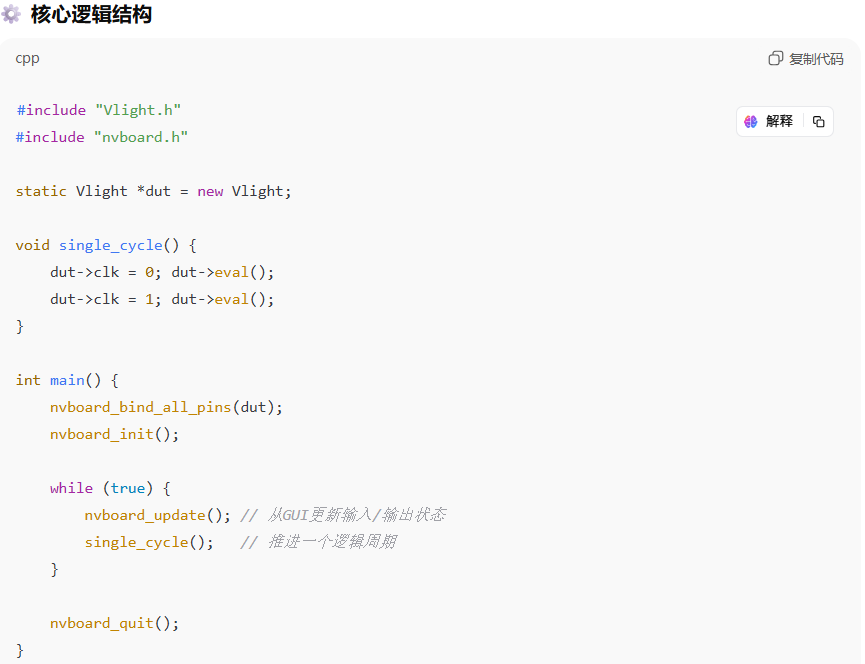 核心逻辑结构
cpp
复制代码
解释
#include "Vlight.h"
#include "nvboard.h"
static Vlight *dut = new Vlight;
void single_cycle() {
    dut->clk = 0; dut->eval();
    dut->clk = 1; dut->eval();
}
int main() {
    nvboard_bind_all_pins(dut);
    nvboard_init();
    while (true) {
        nvboard_update(); // 从GUI更新输入/输出状态
        single_cycle();   // 推进一个逻辑周期
    }
    nvboard_quit();
}